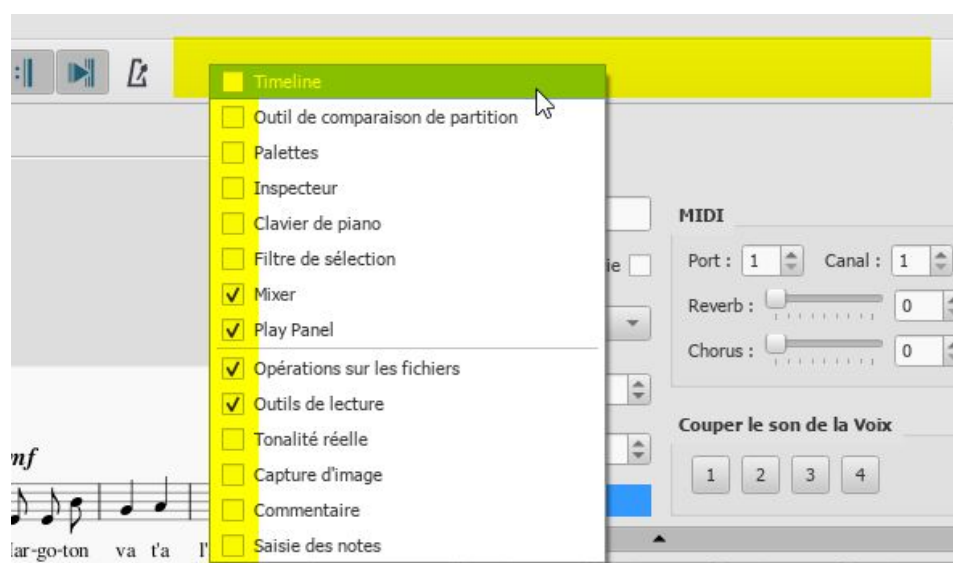 Timeline
Outil de comparaison de partition
Palettes
Inspecteur
Clavier de piano
Filtre de sélection
Mixer
Play Panel
Opérations sur les fichiers
Outils de lecture
Tonalité réelle
Capture d'image
Commentaire
Saisie des notes
ie
MIDI
Port : 1 Canal : 1
Reverb : 0
Chorus : 0
Couper le son de la Voix
1 2 3 4
mf
ar-go-ton va t'a l'